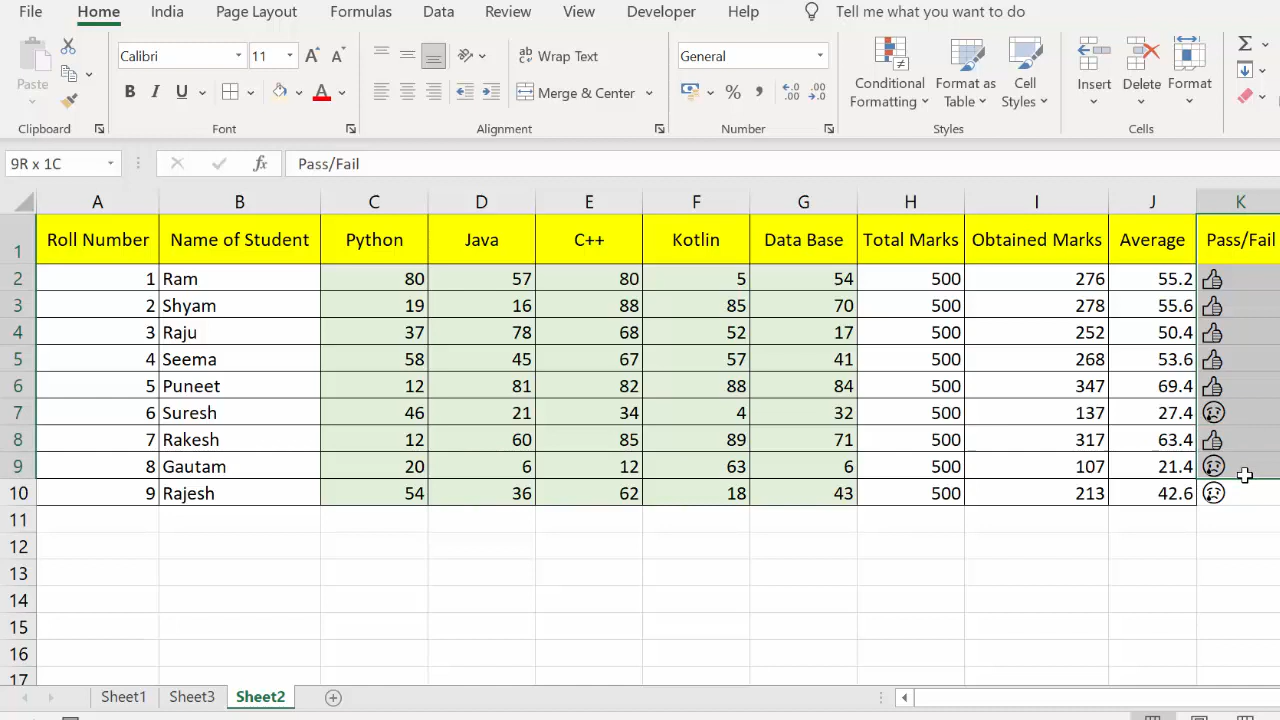 File Home India Page Layout Formulas Data Review View Developer Help Tell me what you want to do
Paste
Calibri 11 A A
B I U A
ab Wrap Text
Merge & Center
General
% , .00
Conditional Formatting
Format as Table
Cell Styles
Insert Delete Format
Σ
Clipboard Font Alignment Number Styles Cells
9R x 1C fx Pass/Fail
A B C D E F G H I J K
1 Roll Number Name of Student Python Java C++ Kotlin Data Base Total Marks Obtained Marks Average Pass/Fail
2 1 Ram 80 57 80 5 54 500 276 55.2 👍
3 2 Shyam 19 16 88 85 70 500 278 55.6 👍
4 3 Raju 37 78 68 52 17 500 252 50.4 👍
5 4 Seema 58 45 67 57 41 500 268 53.6 👍
6 5 Puneet 12 81 82 88 84 500 347 69.4 👍
7 6 Suresh 46 21 34 4 32 500 137 27.4 😢
8 7 Rakesh 12 60 85 89 71 500 317 63.4 👍
9 8 Gautam 20 6 12 63 6 500 107 21.4 😢
10 9 Rajesh 54 36 62 18 43 500 213 42.6 😢
11
12
13
14
15
16
17
Sheet1 Sheet3 Sheet2